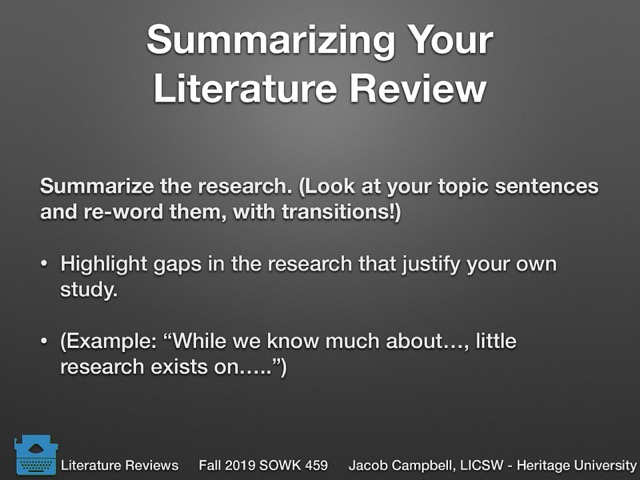 Summarizing Your
Literature Review
Summarize the research. (Look at your topic sentences
and re-word them, with transitions!)
• Highlight gaps in the research that justify your own
study.
• (Example: “While we know much about…, little
research exists on…..”)
Literature Reviews Fall 2019 SOWK 459 Jacob Campbell, LICSW - Heritage University